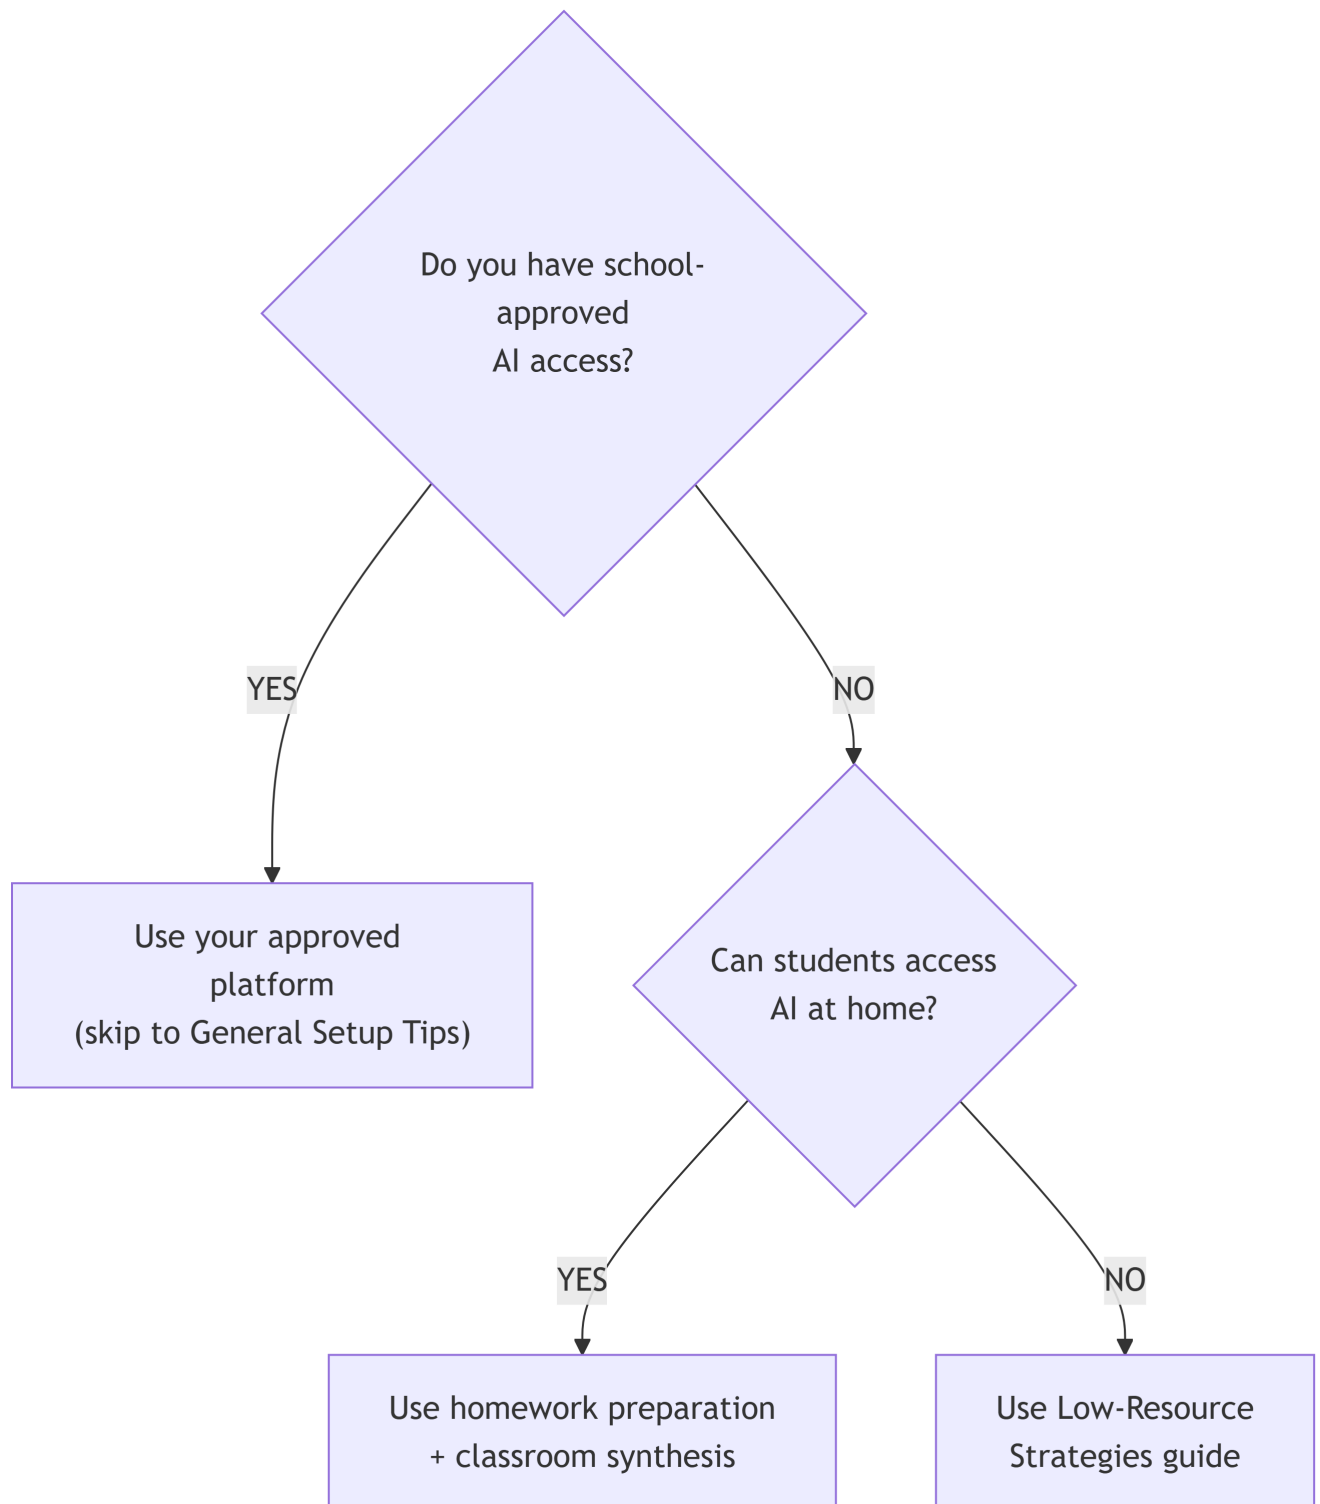 Do you have school-
approved
AI access?
YES
NO
Use your approved
platform
(skip to General Setup Tips)
Can students access
AI at home?
YES
NO
Use homework preparation
+ classroom synthesis
Use Low-Resource
Strategies guide